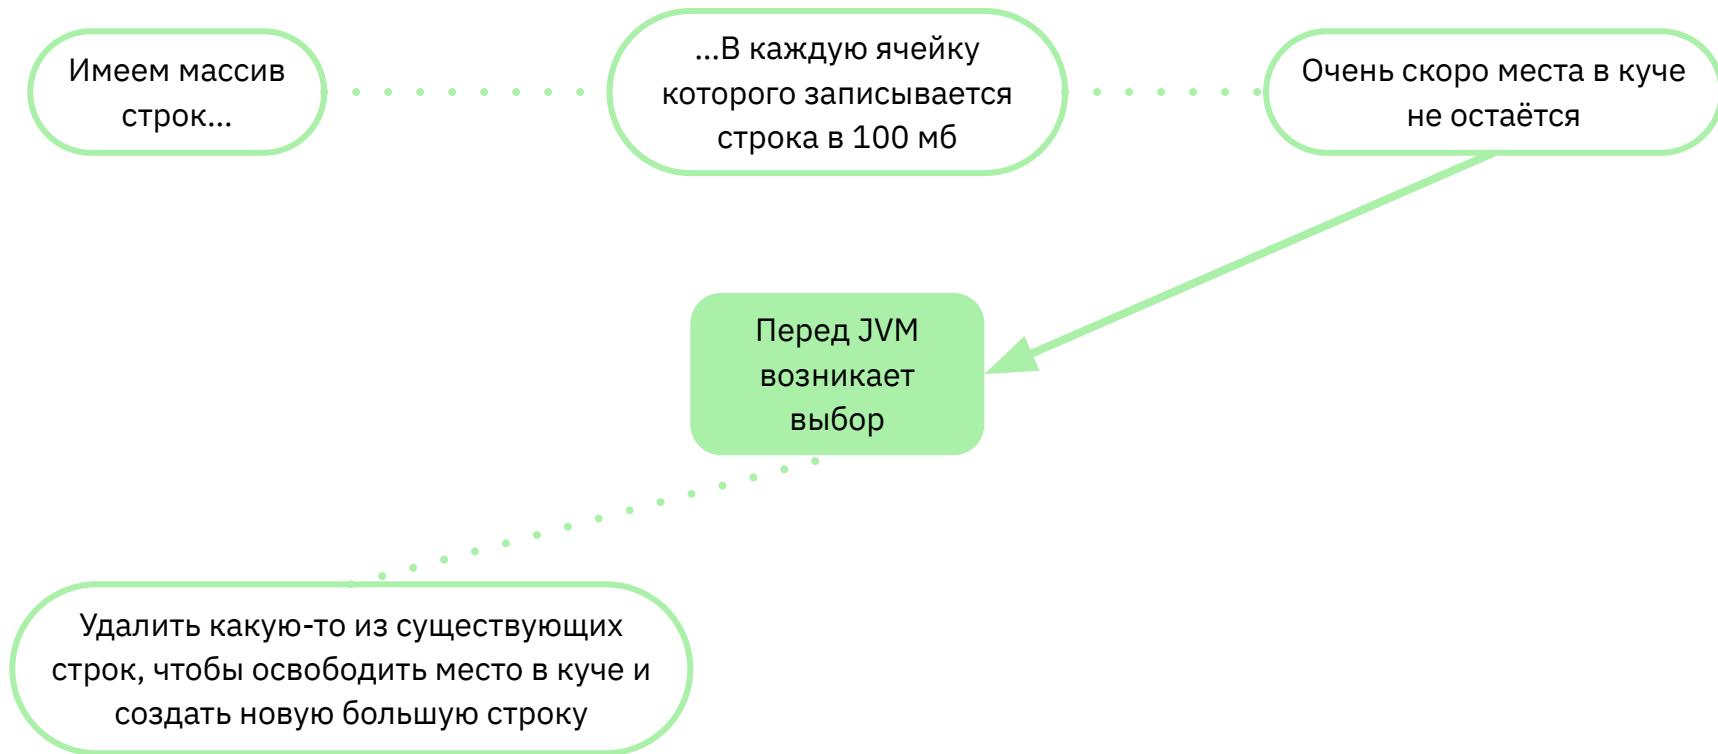 Имеем массив
строк...
...В каждую ячейку
которого записывается
строка в 100 мб
Очень скоро места в куче
не остаётся
Перед JVM
возникает
выбор
Удалить какую-то из существующих
строк, чтобы освободить место в куче и
создать новую большую строку